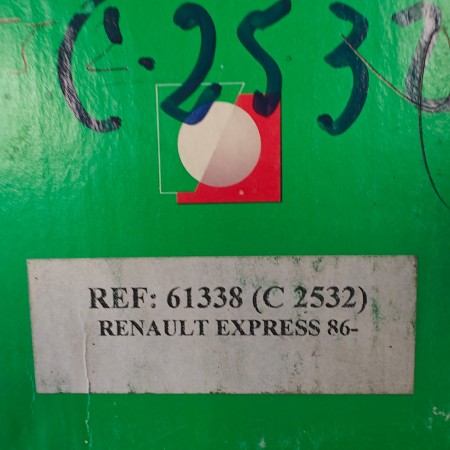 C.2532
REF: 61338 (C 2532)
RENAULT EXPRESS 86-